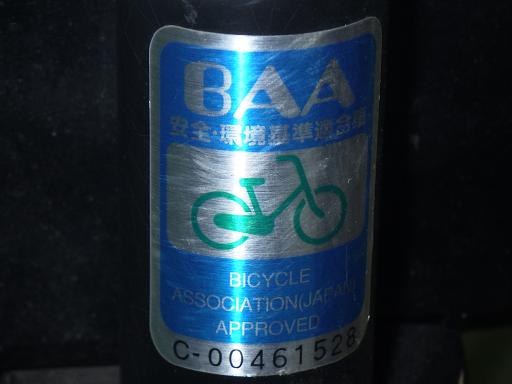 BAA
安全・環境基準適合車
BICYCLE
ASSOCIATION(JAPAN)
APPROVED
C-00461528